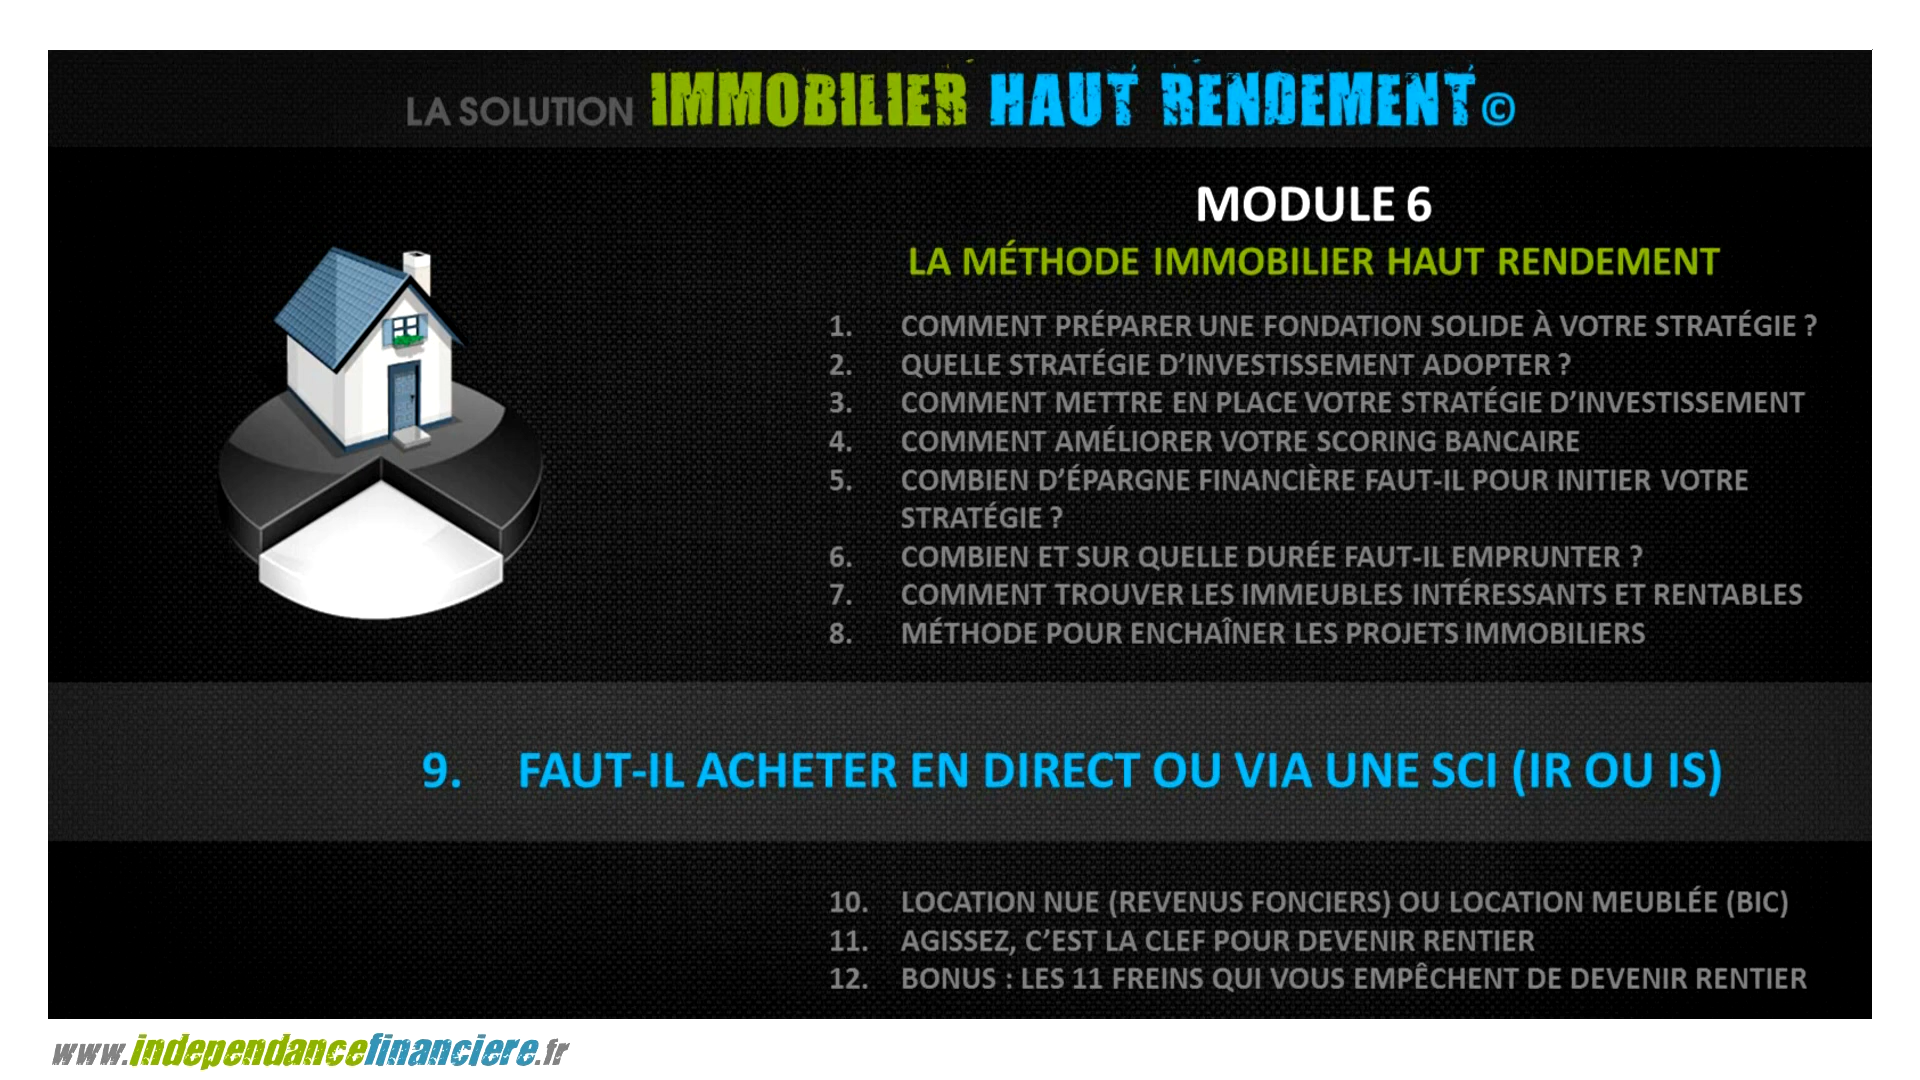 LA SOLUTION IMMOBILIER HAUT RENDEMENT©
MODULE 6
LA MÉTHODE IMMOBILIER HAUT RENDEMENT
1. COMMENT PRÉPARER UNE FONDATION SOLIDE À VOTRE STRATÉGIE ?
2. QUELLE STRATÉGIE D’INVESTISSEMENT ADOPTER ?
3. COMMENT METTRE EN PLACE VOTRE STRATÉGIE D’INVESTISSEMENT
4. COMMENT AMÉLIORER VOTRE SCORING BANCAIRE
5. COMBIEN D’ÉPARGNE FINANCIÈRE FAUT-IL POUR INITIER VOTRE
STRATÉGIE ?
6. COMBIEN ET SUR QUELLE DURÉE FAUT-IL EMPRUNTER ?
7. COMMENT TROUVER LES IMMEUBLES INTÉRESSANTS ET RENTABLES
8. MÉTHODE POUR ENCHAÎNER LES PROJETS IMMOBILIERS
9. FAUT-IL ACHETER EN DIRECT OU VIA UNE SCI (IR OU IS)
10. LOCATION NUE (REVENUS FONCIERS) OU LOCATION MEUBLÉE (BIC)
11. AGISSEZ, C’EST LA CLEF POUR DEVENIR RENTIER
12. BONUS : LES 11 FREINS QUI VOUS EMPÊCHENT DE DEVENIR RENTIER
www.independancefinanciere.fr